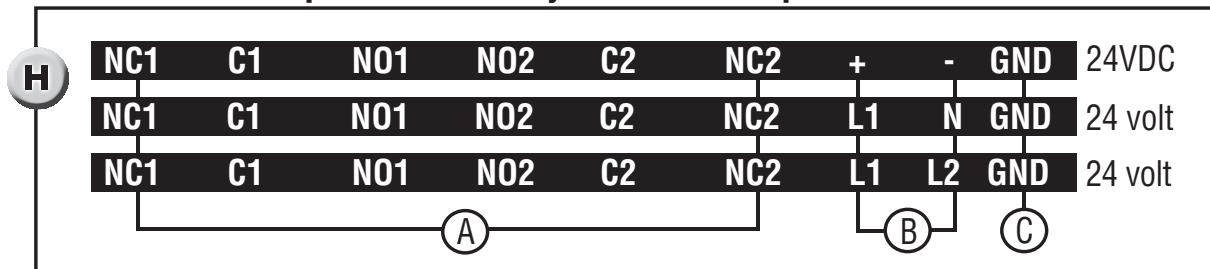 H
NC1 C1 NO1 NO2 C2 NC2 + - GND 24VDC
NC1 C1 NO1 NO2 C2 NC2 L1 N GND 24 volt
NC1 C1 NO1 NO2 C2 NC2 L1 L2 GND 24 volt
A B C